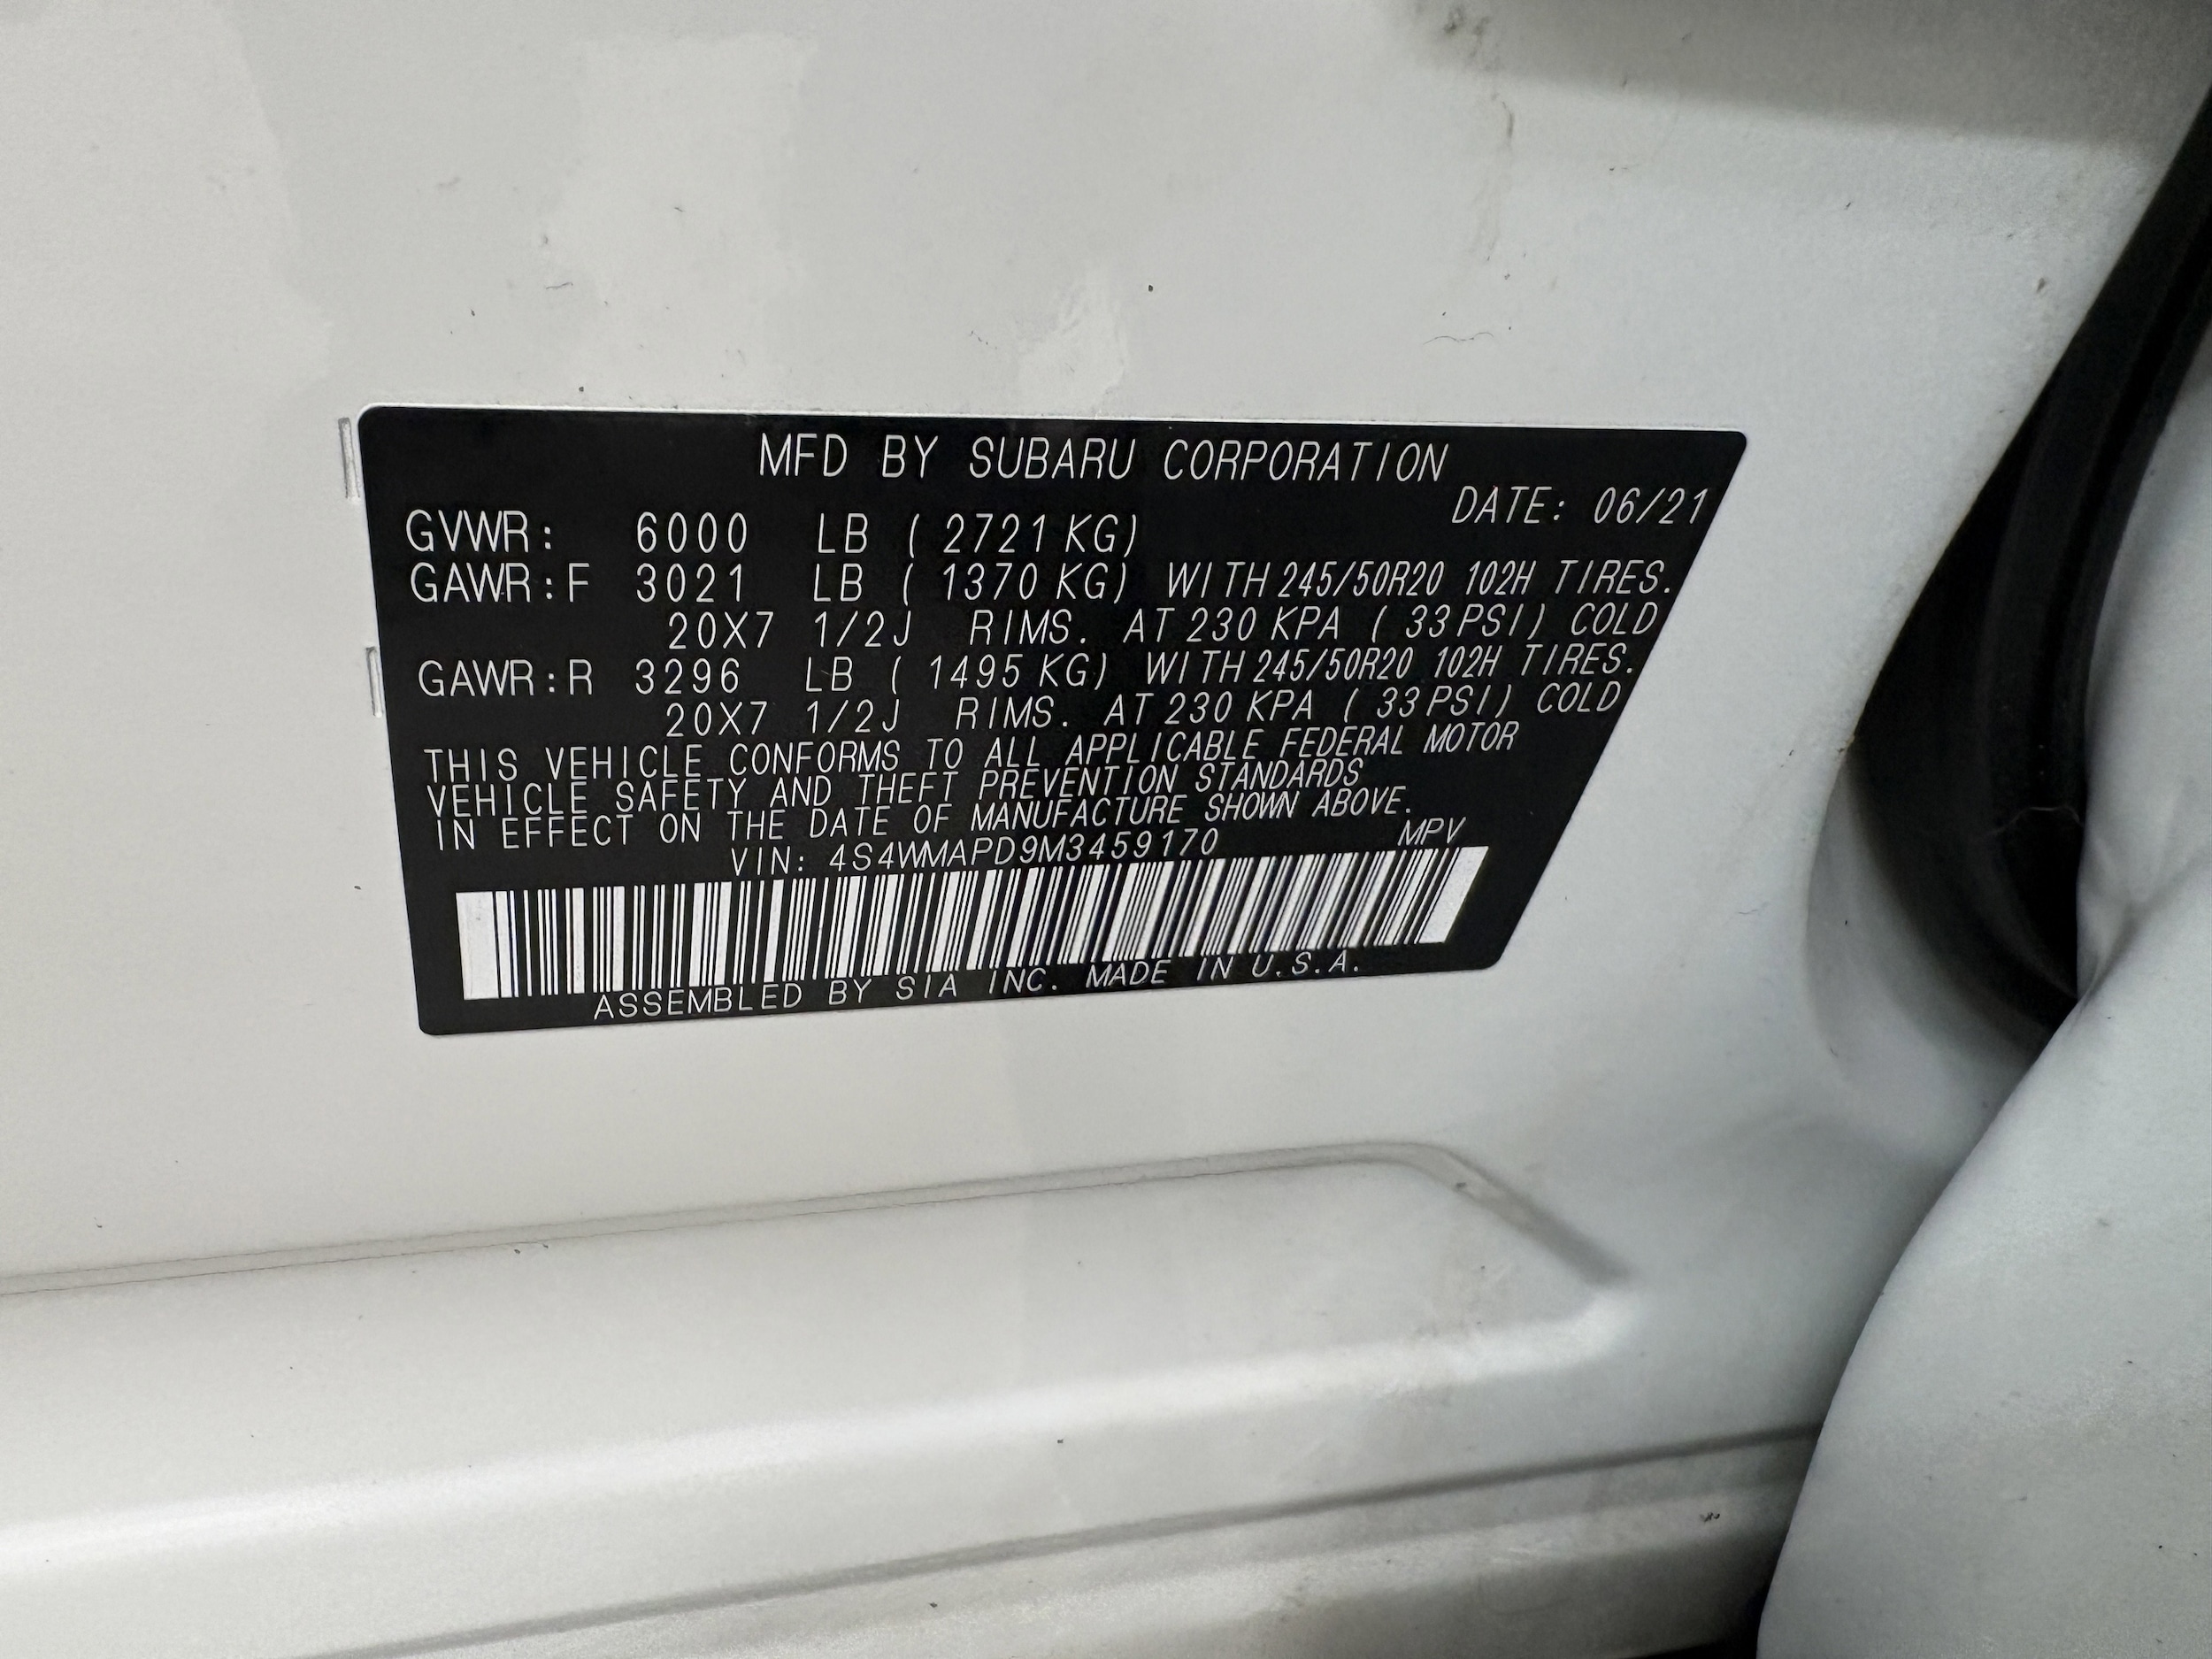 MFD BY SUBARU CORPORATION
DATE: 06/21
GVWR: 6000 LB ( 2721 KG)
GAWR:F 3021 LB ( 1370 KG) WITH 245/50R20 102H TIRES.
20X7 1/2J RIMS. AT 230 KPA ( 33 PSI) COLD
GAWR:R 3296 LB ( 1495 KG) WITH 245/50R20 102H TIRES.
20X7 1/2J RIMS. AT 230 KPA ( 33 PSI) COLD
THIS VEHICLE CONFORMS TO ALL APPLICABLE FEDERAL MOTOR
VEHICLE SAFETY AND THEFT PREVENTION STANDARDS
IN EFFECT ON THE DATE OF MANUFACTURE SHOWN ABOVE.
VIN: 4S4WMAPD9M3459170 MPV
ASSEMBLED BY SIA INC. MADE IN U.S.A.